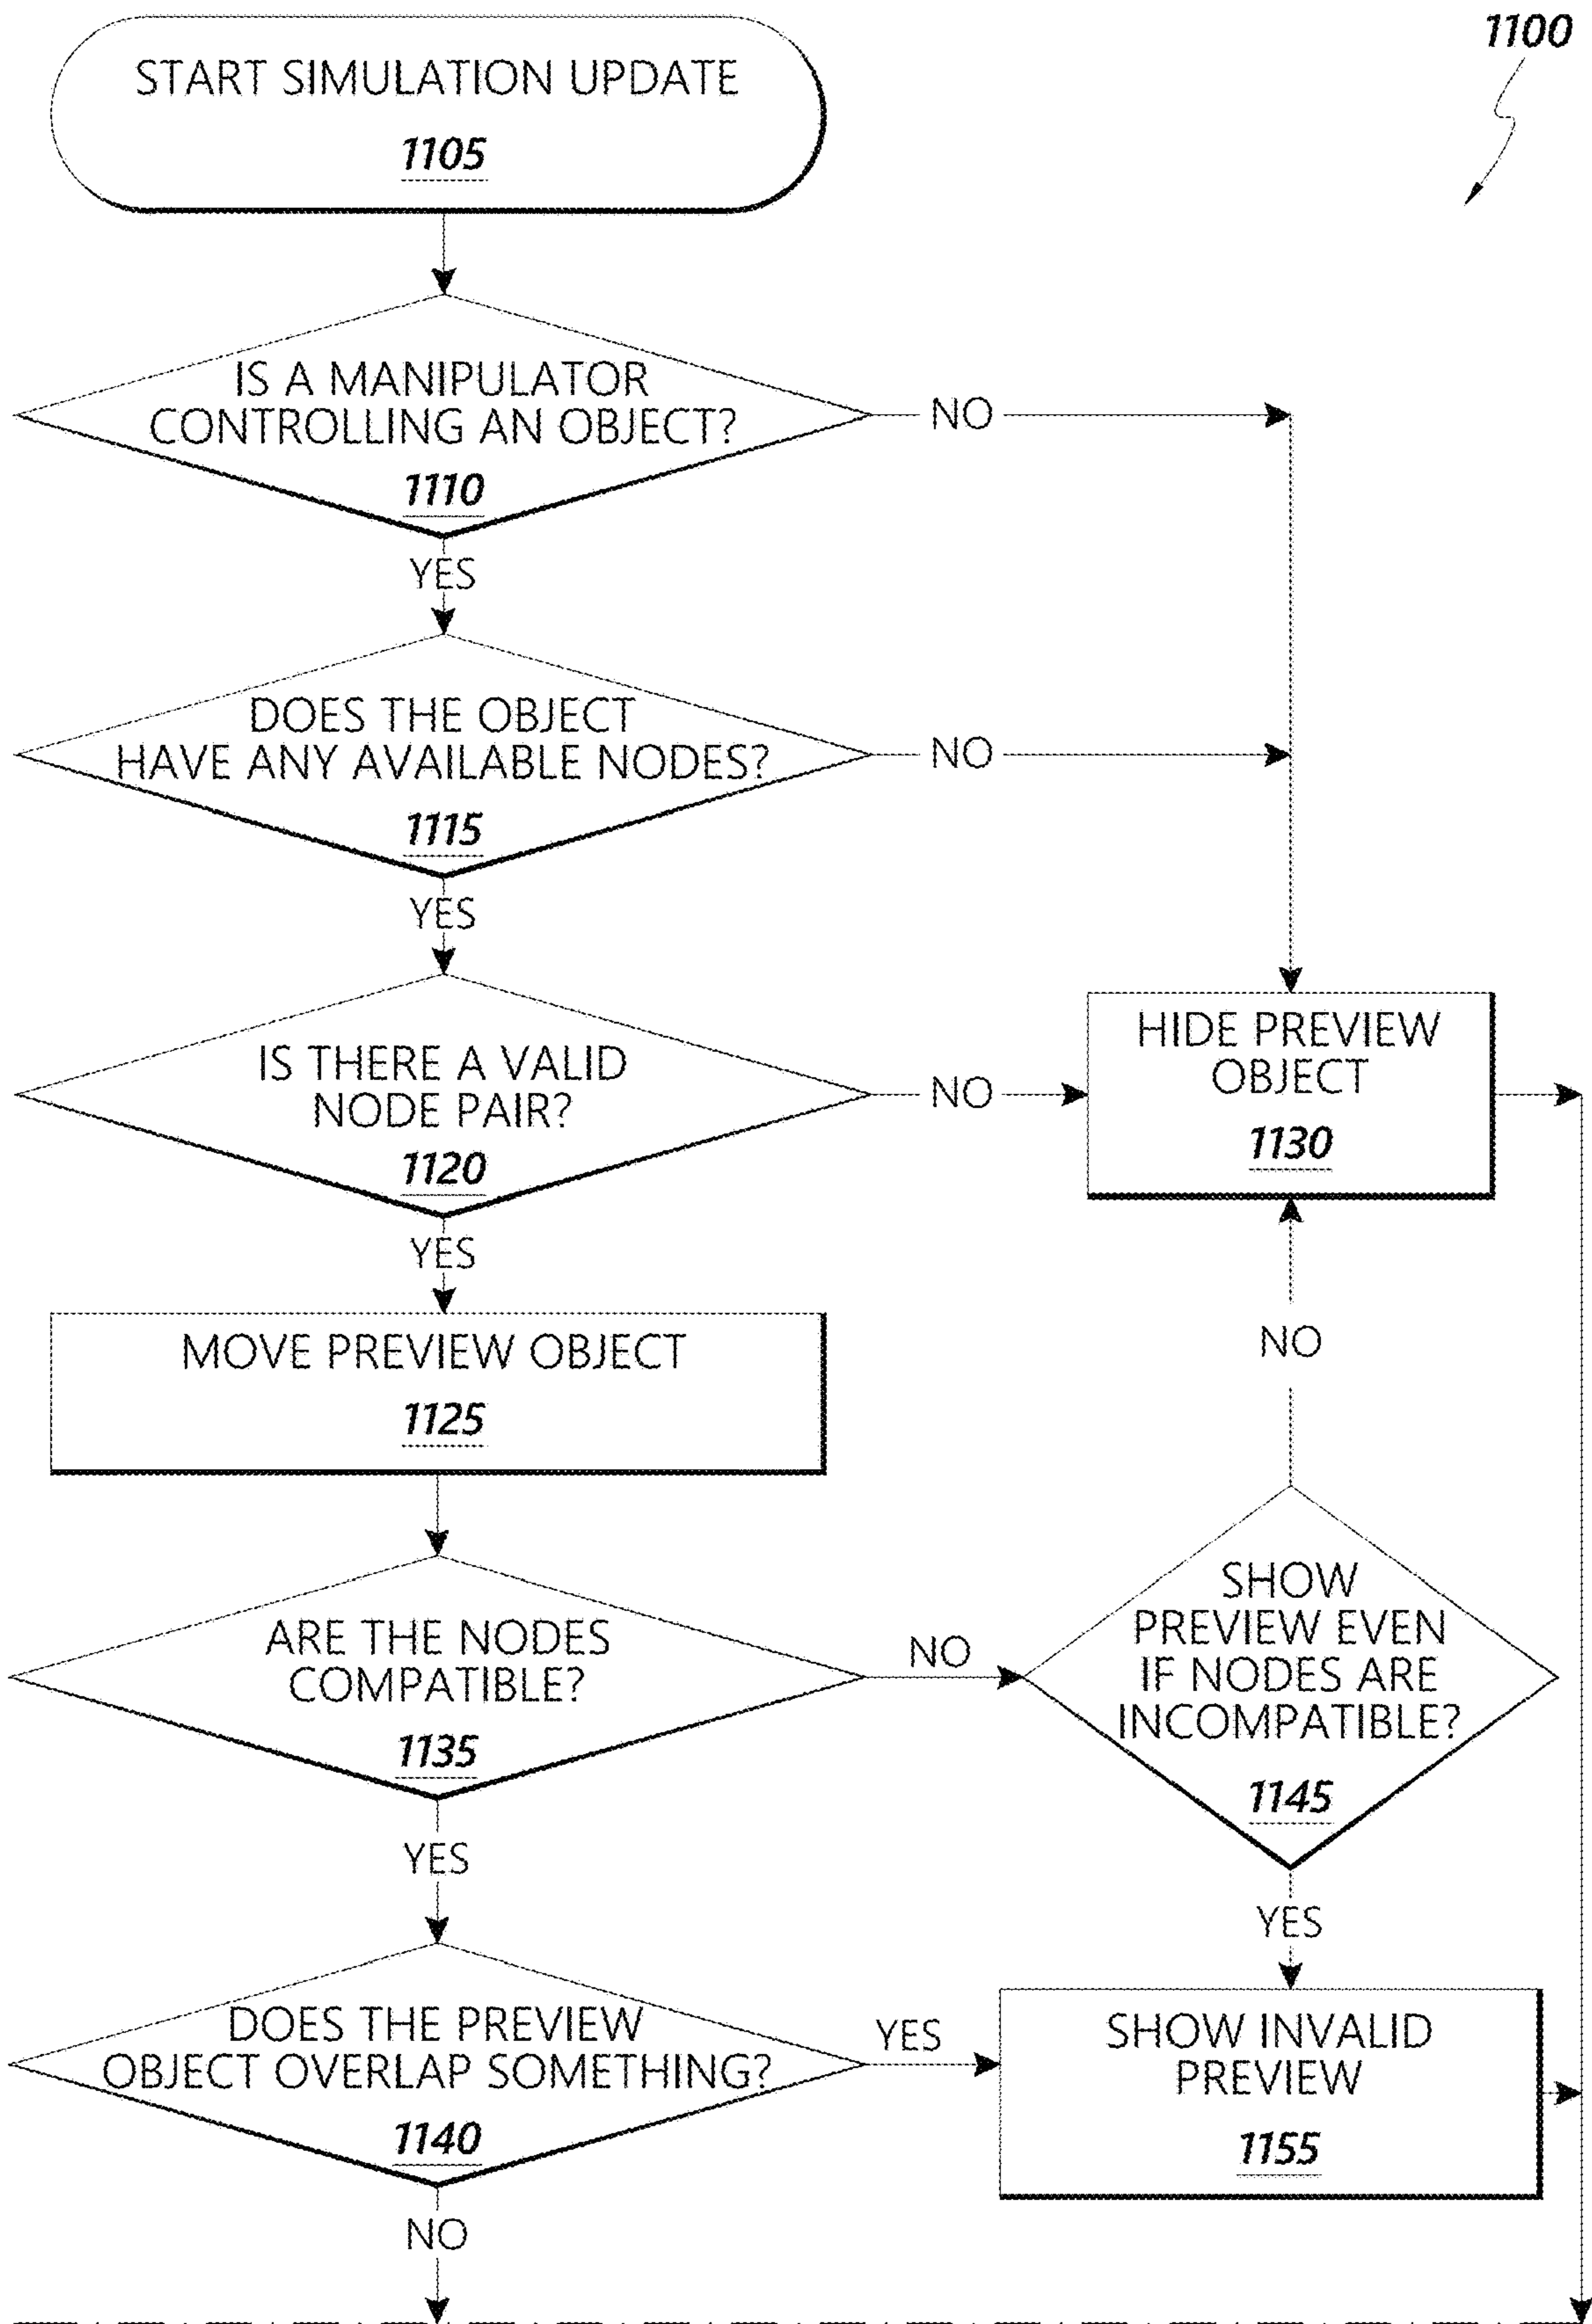 1100
START SIMULATION UPDATE
1105
IS A MANIPULATOR
CONTROLLING AN OBJECT?
1110
NO
YES
DOES THE OBJECT
HAVE ANY AVAILABLE NODES?
1115
NO
YES
IS THERE A VALID
NODE PAIR?
1120
NO
HIDE PREVIEW
OBJECT
1130
YES
MOVE PREVIEW OBJECT
1125
NO
ARE THE NODES
COMPATIBLE?
1135
NO
SHOW
PREVIEW EVEN
IF NODES ARE
INCOMPATIBLE?
1145
YES
YES
DOES THE PREVIEW
OBJECT OVERLAP SOMETHING?
1140
YES
SHOW INVALID
PREVIEW
1155
NO